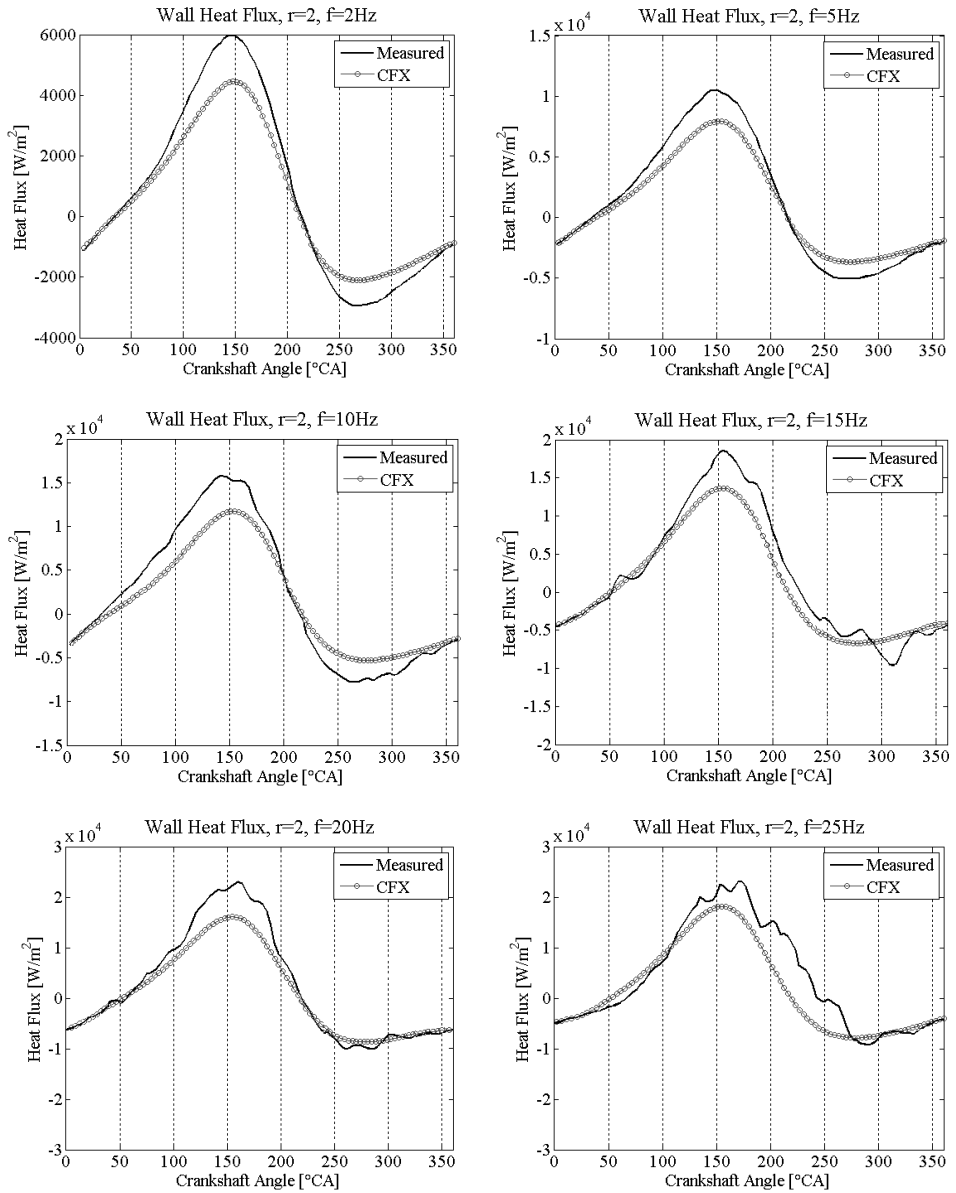 Wall Heat Flux, r=2, f=2Hz
6000
4000
2000
0
-2000
-4000
0
50
100
150
200
250
300
350
Heat Flux [W/m2]
Crankshaft Angle [°CA]
Measured
CFX
Wall Heat Flux, r=2, f=5Hz
x 104
1.5
1
0.5
0
-0.5
-1
0
50
100
150
200
250
300
350
Heat Flux [W/m2]
Crankshaft Angle [°CA]
Measured
CFX
Wall Heat Flux, r=2, f=10Hz
x 104
2
1.5
1
0.5
0
-0.5
-1
-1.5
0
50
100
150
200
250
300
350
Heat Flux [W/m2]
Crankshaft Angle [°CA]
Measured
CFX
Wall Heat Flux, r=2, f=15Hz
x 104
2
1.5
1
0.5
0
-0.5
-1
-1.5
-2
0
50
100
150
200
250
300
350
Heat Flux [W/m2]
Crankshaft Angle [°CA]
Measured
CFX
Wall Heat Flux, r=2, f=20Hz
x 104
3
2
1
0
-1
-2
-3
0
50
100
150
200
250
300
350
Heat Flux [W/m2]
Crankshaft Angle [°CA]
Measured
CFX
Wall Heat Flux, r=2, f=25Hz
x 104
3
2
1
0
-1
-2
-3
0
50
100
150
200
250
300
350
Heat Flux [W/m2]
Crankshaft Angle [°CA]
Measured
CFX